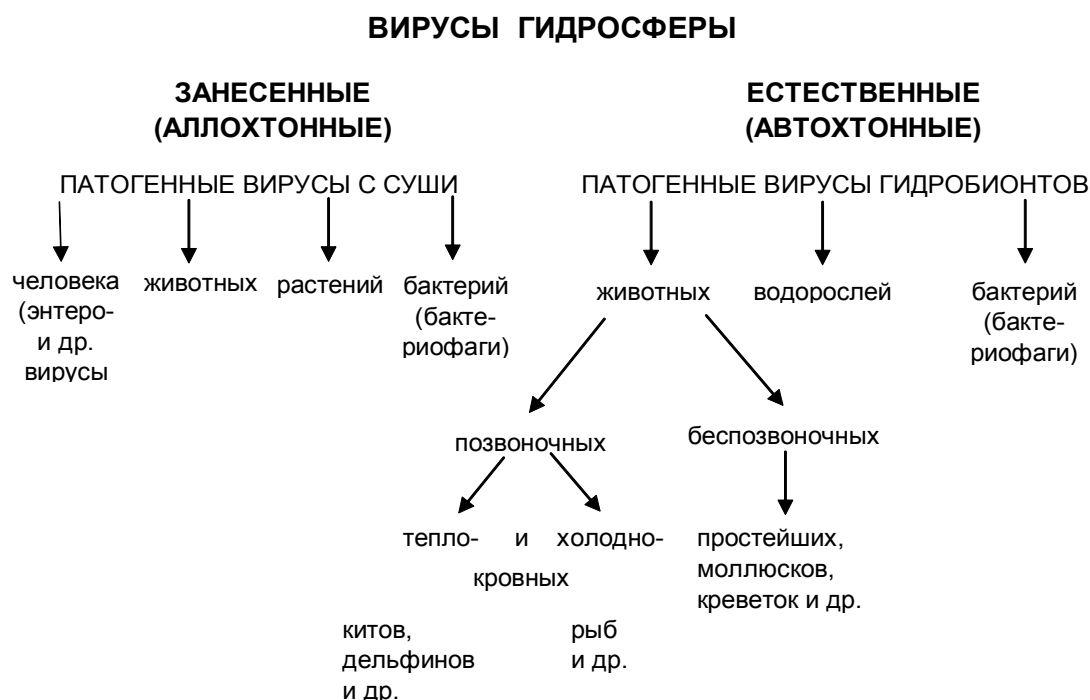 ВИРУСЫ ГИДРОСФЕРЫ
ЗАНЕСЕННЫЕ
(АЛЛОХТОННЫЕ)
ЕСТЕСТВЕННЫЕ
(АВТОХТОННЫЕ)
ПАТОГЕННЫЕ ВИРУСЫ С СУШИ
ПАТОГЕННЫЕ ВИРУСЫ ГИДРОБИОНТОВ
человека
(энтеро-
и др.
вирусы
животных
растений
бактерий
(бакте-
риофаги)
животных
водорослей
бактерий
(бакте-
риофаги)
позвоночных
беспозвоночных
тепло- и холодно-
кровных
простейших,
моллюсков,
креветок и др.
китов,
дельфинов
и др.
рыб
и др.